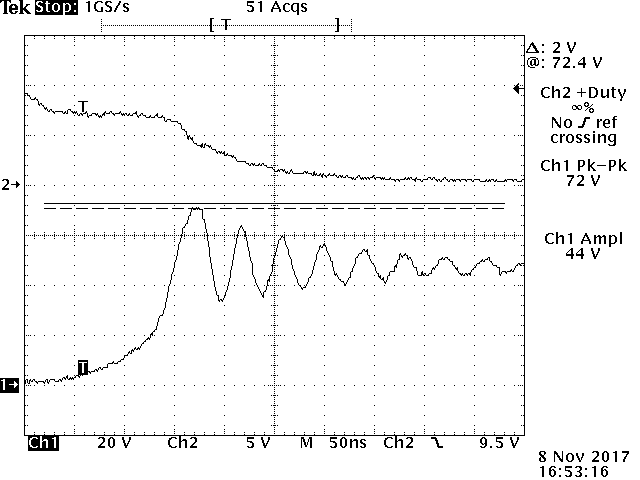 Tek Stop: 1GS/s 51 Acqs
[ T ]
Δ: 2 V
@: 72.4 V
Ch2 +Duty
∞%
No ʃ ref
crossing
T
Ch1 Pk-Pk
72 V
2→
Ch1 Ampl
44 V
T
1→
Ch1 20 V Ch2 5 V M 50ns Ch2 9.5 V
8 Nov 2017
16:53:16